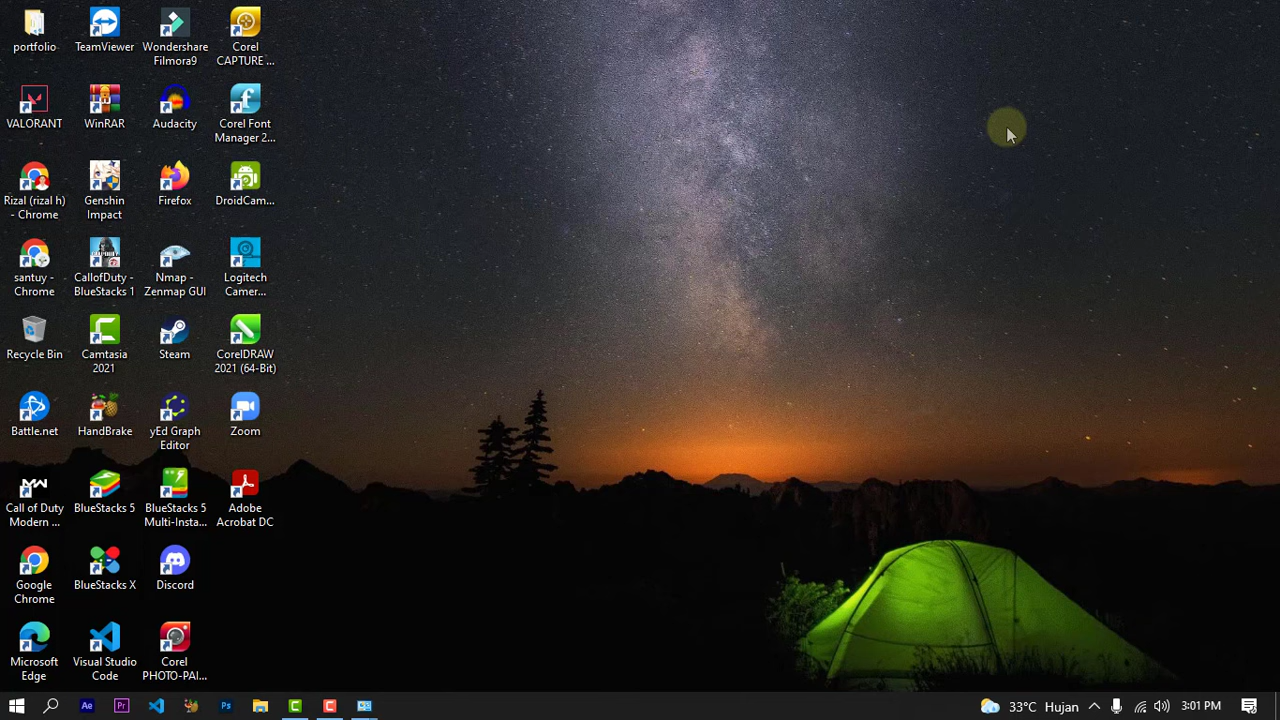 portfolio
TeamViewer
Wondershare
Filmora9
Corel
CAPTURE ...
VALORANT
WinRAR
Audacity
Corel Font
Manager 2...
Rizal (rizal h)
- Chrome
Genshin
Impact
Firefox
DroidCam...
santuy -
Chrome
CallofDuty -
BlueStacks 1
Nmap -
Zenmap GUI
Logitech
Camer...
Recycle Bin
Camtasia
2021
Steam
CorelDRAW
2021 (64-Bit)
Battle.net
HandBrake
yEd Graph
Editor
Zoom
Call of Duty
Modern ...
BlueStacks 5
BlueStacks 5
Multi-Insta...
Adobe
Acrobat DC
Google
Chrome
BlueStacks X
Discord
Microsoft
Edge
Visual Studio
Code
Corel
PHOTO-PAI...
Ae
Pr
Ps
33°C Hujan
3:01 PM